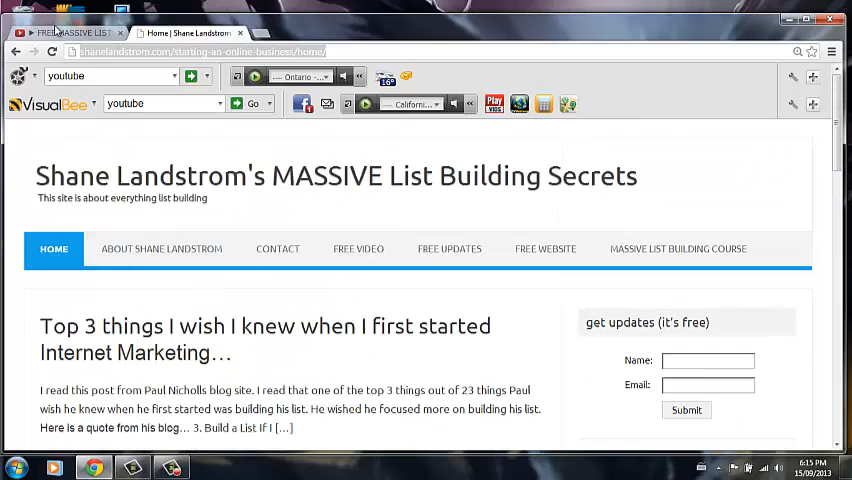 FREE MASSIVE LIST
Home | Shane Landstrom
shanelandstrom.com/starting-an-online-business/home/
youtube
---- Ontario -
16°
VisualBee
youtube
Go
1
---- Californi...
Play
VIDS
Shane Landstrom's MASSIVE List Building Secrets
This site is about everything list building
HOME
ABOUT SHANE LANDSTROM
CONTACT
FREE VIDEO
FREE UPDATES
FREE WEBSITE
MASSIVE LIST BUILDING COURSE
Top 3 things I wish I knew when I first started
Internet Marketing...
get updates (it's free)
Name:
Email:
Submit
I read this post from Paul Nicholls blog site. I read that one of the top 3 things out of 23 things Paul
wish he knew when he first started was building his list. He wished he focused more on building his list.
Here is a quote from his blog... 3. Build a List If I [...]
6:15 PM
15/09/2013